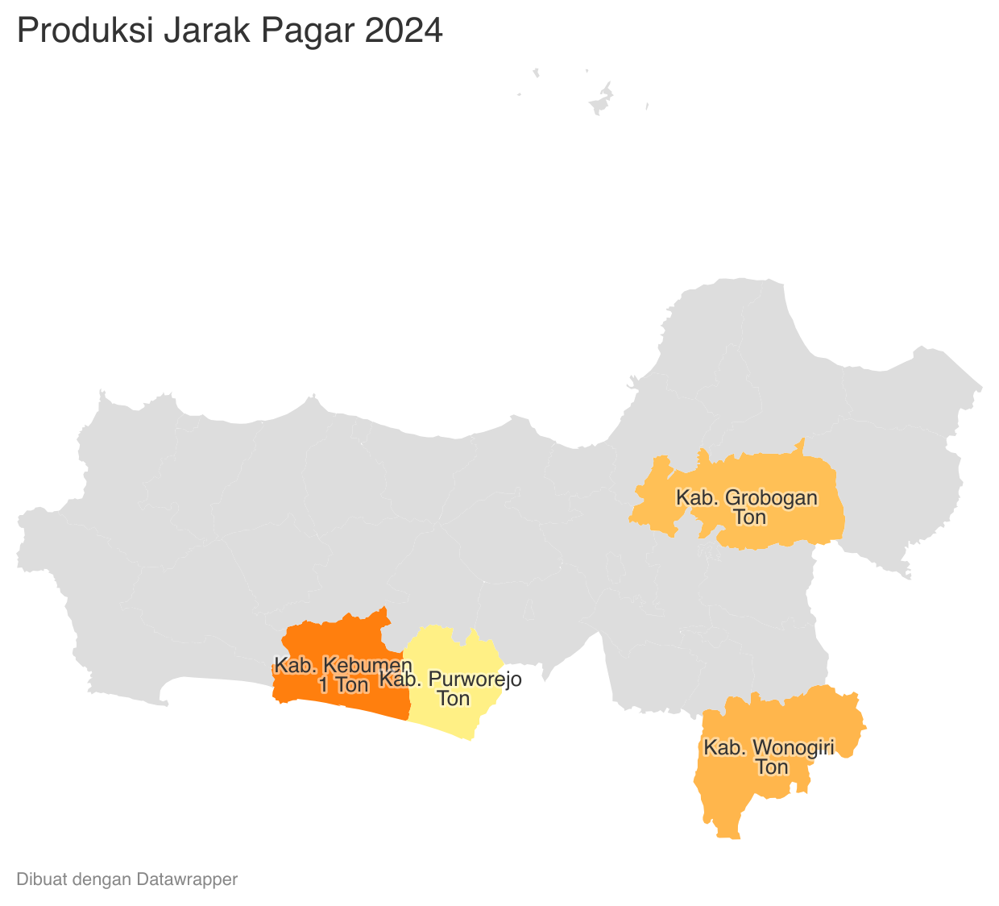 Produksi Jarak Pagar 2024
Kab. Grobogan
Ton
Kab. Kebumen
1 Ton
Kab. Purworejo
Ton
Kab. Wonogiri
Ton
Dibuat dengan Datawrapper